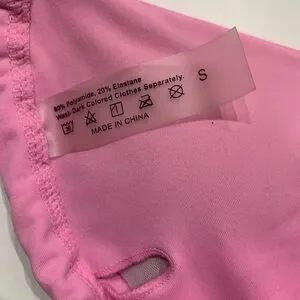 80% Polyamide, 20% Elastane
Wash Dark Colored Clothes Separately.
S
MADE IN CHINA